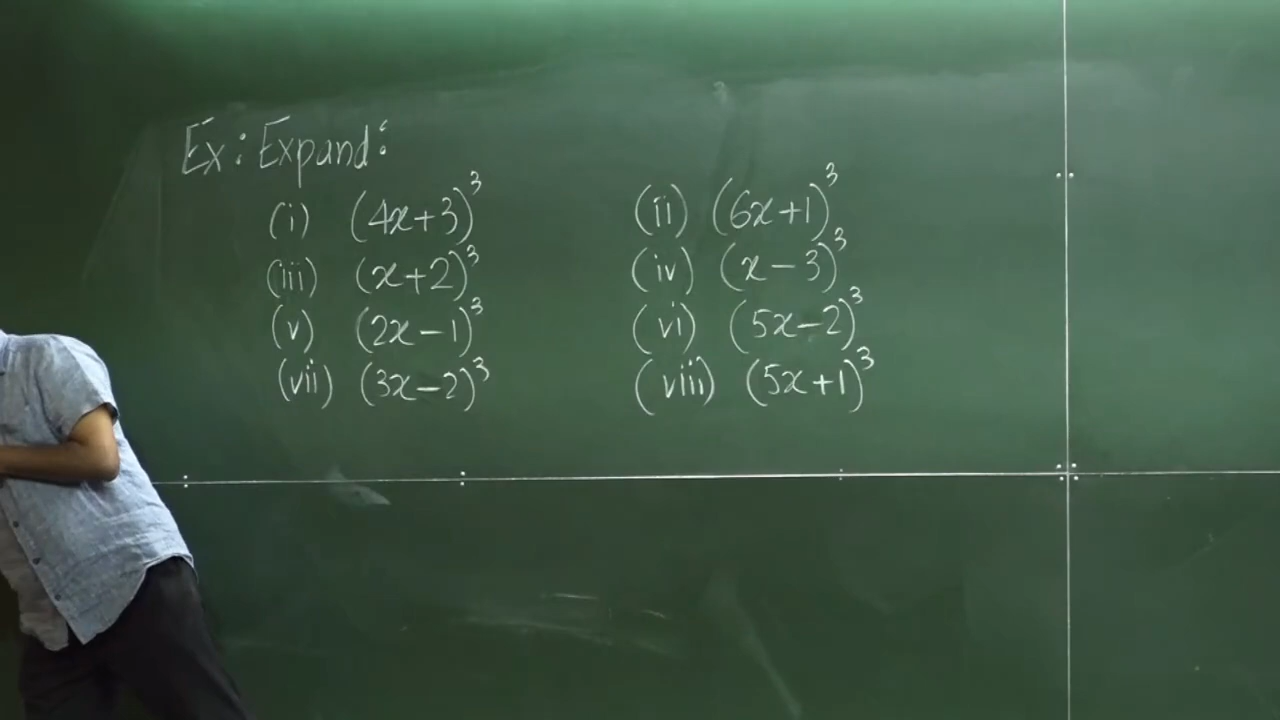 Ex: Expand:
(i) (4x+3)³ (ii) (6x+1)³
(iii) (x+2)³ (iv) (x-3)³
(v) (2x-1)³ (vi) (5x-2)³
(vii) (3x-2)³ (viii) (5x+1)³